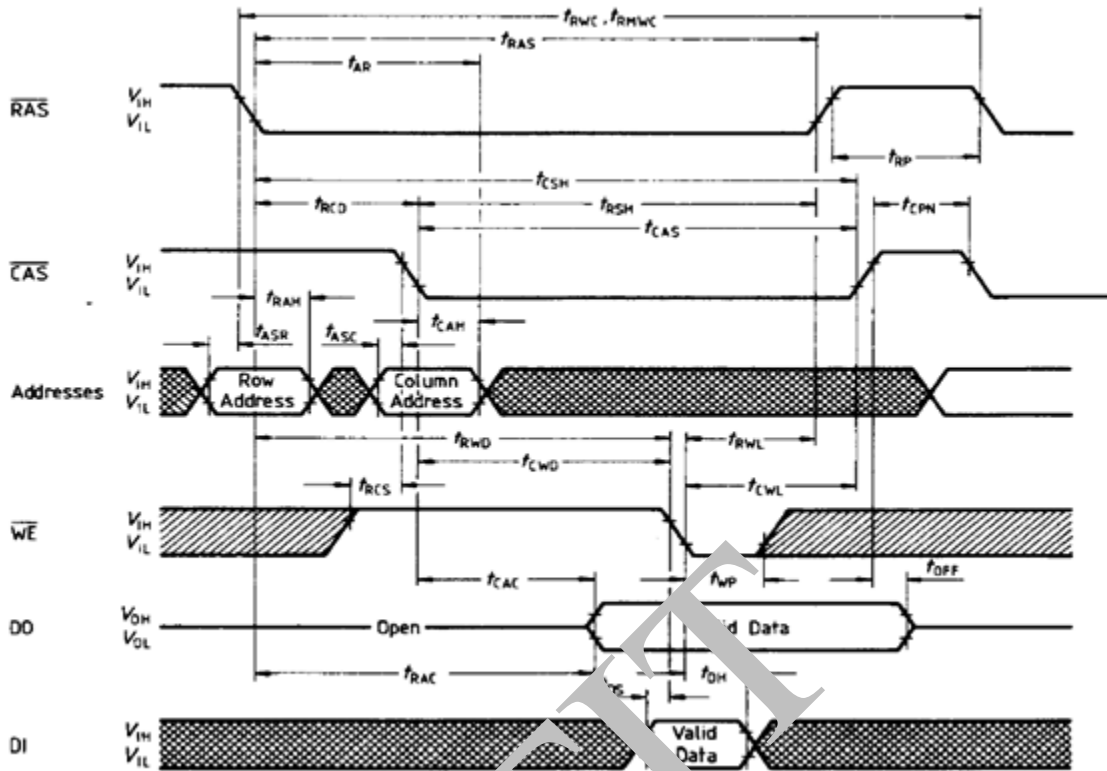 tRWC, tRMWC
tRAS
tAR
RAS
VIH
VIL
tRP
tCSH
tRCD
tRSH
tCPN
tCAS
CAS
VIH
VIL
tRAH
tCAH
tASR
tASC
Addresses
VIH
VIL
Row
Address
Column
Address
tRWD
tRWL
tCWD
tCWL
tRCS
WE
VIH
VIL
tCAC
tWP
tOFF
DO
VOH
VOL
Open
Data
tRAC
tDH
DI
VIH
VIL
Valid
Data